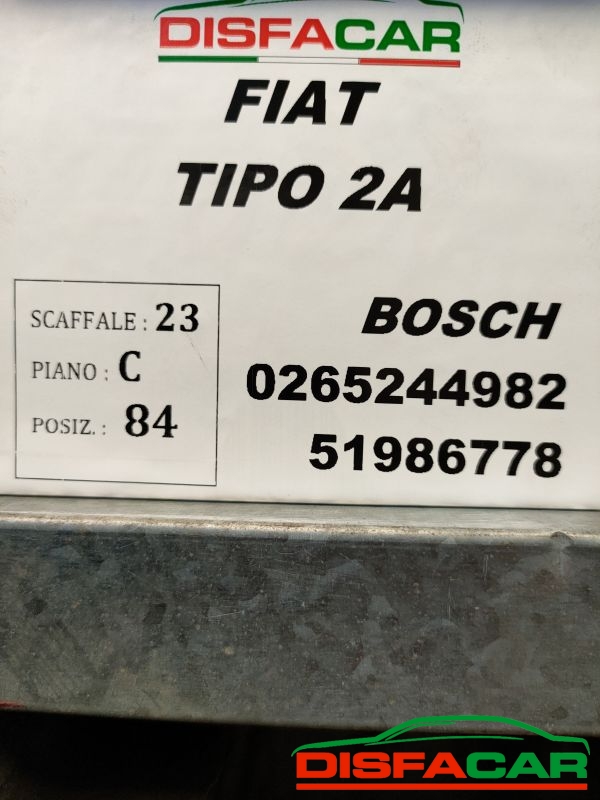 DISFACAR
FIAT
TIPO 2A
SCAFFALE : 23
PIANO : C
POSIZ. : 84
BOSCH
0265244982
51986778
DISFACAR